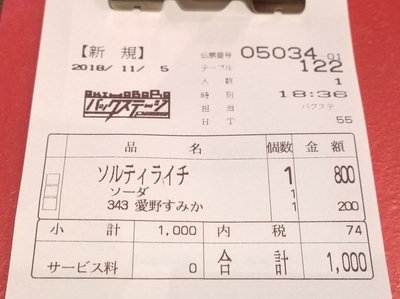 【新規】 伝票番号 05034-01
2018/11/ 5 テーブル 122
人数 1
時刻 18:36
AKIHABARA バックステージ 担当 バクステ
HT 55
品名 個数 金額
ソルティライチ 1 800
ソーダ 1
343 愛野すみか 1 200
小計 1,000 内税 74
サービス料 0 合計 1,000